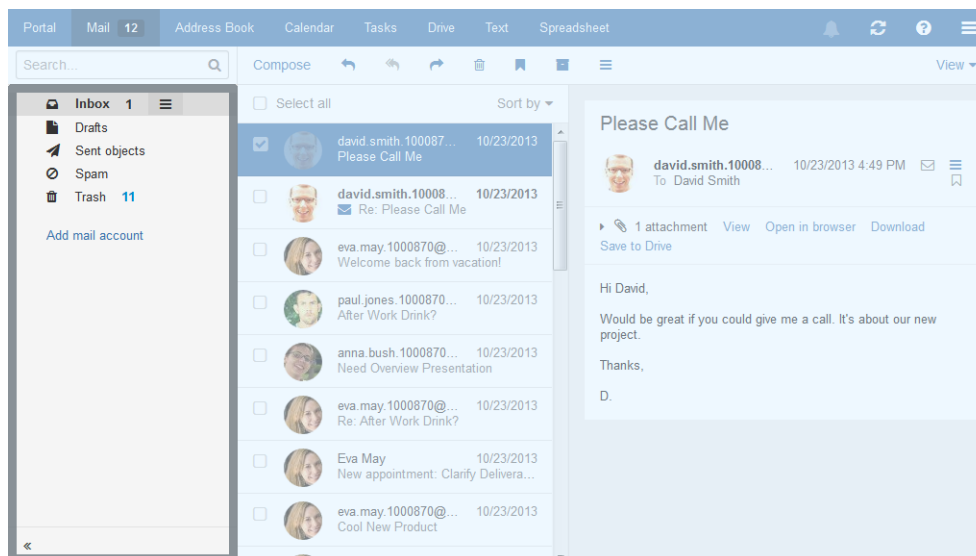 Portal Mail 12 Address Book Calendar Tasks Drive Text Spreadsheet
Search...
Compose
View
Inbox 1
Drafts
Sent objects
Spam
Trash 11
Add mail account
«
Select all Sort by
david.smith.100087... 10/23/2013
Please Call Me
david.smith.10008... 10/23/2013
Re: Please Call Me
eva.may.1000870@... 10/23/2013
Welcome back from vacation!
paul.jones.1000870... 10/23/2013
After Work Drink?
anna.bush.1000870... 10/23/2013
Need Overview Presentation
eva.may.1000870@... 10/23/2013
Re: After Work Drink?
Eva May 10/23/2013
New appointment: Clarify Delivera...
eva.may.1000870@... 10/23/2013
Cool New Product
Please Call Me
david.smith.10008... 10/23/2013 4:49 PM
To David Smith
1 attachment View Open in browser Download
Save to Drive
Hi David,
Would be great if you could give me a call. It's about our new
project.
Thanks,
D.